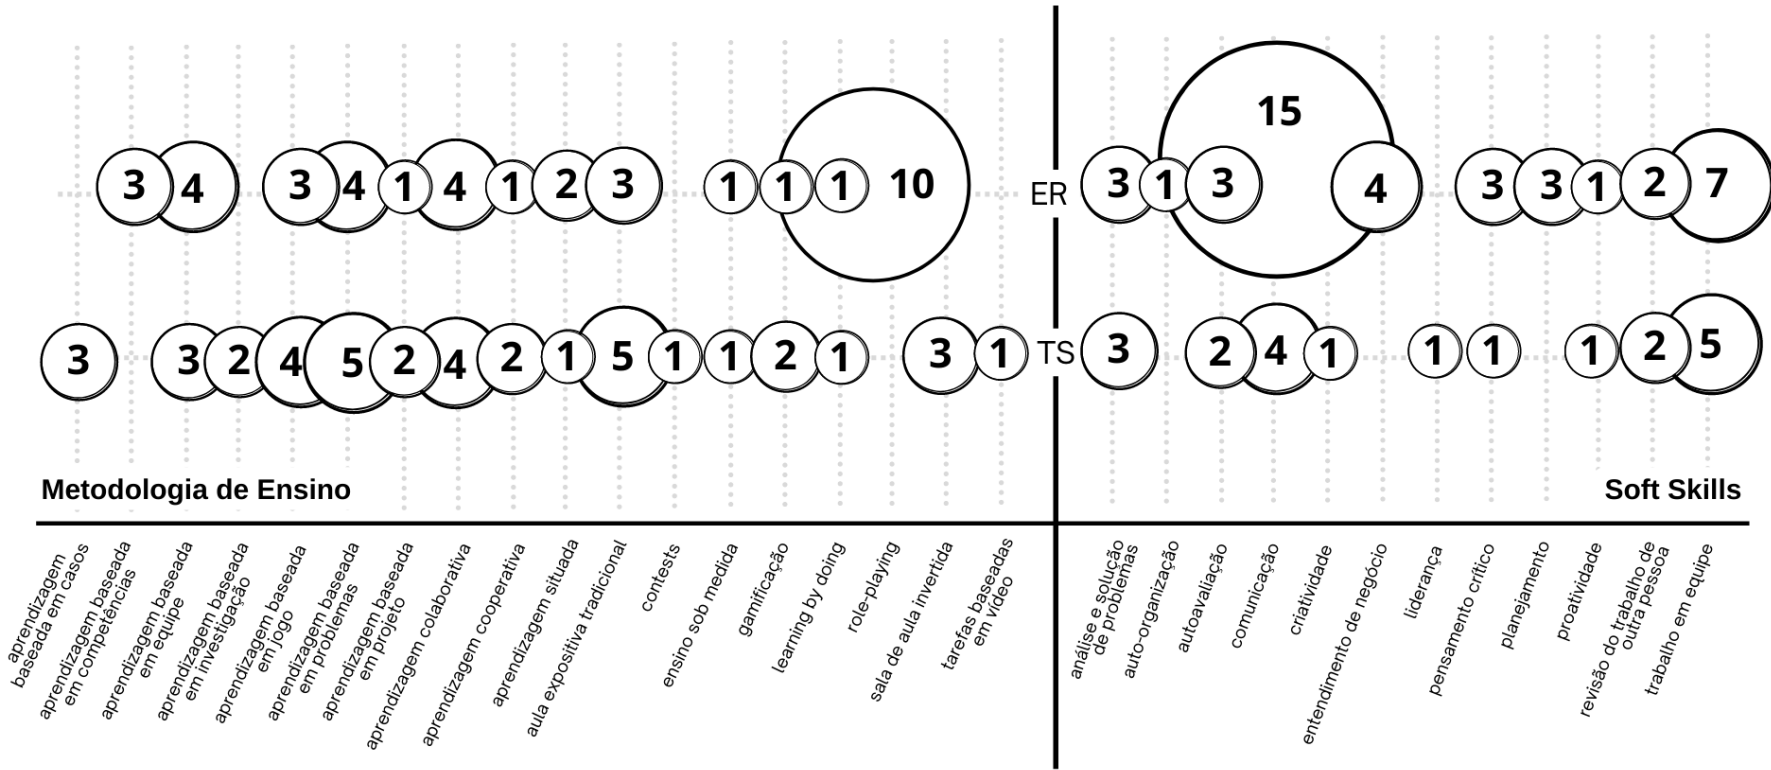 15
3 4 3 4 1 4 1 2 3 1 1 1 10 ER 3 1 3 4 3 3 1 2 7
3 3 2 4 5 2 4 2 1 5 1 1 2 1 3 1 TS 3 2 4 1 1 1 1 2 5
Metodologia de Ensino
Soft Skills
aprendizagem
baseada em casos
aprendizagem baseada
em competências
aprendizagem baseada
em equipe
aprendizagem baseada
em investigação
aprendizagem baseada
em jogo
aprendizagem baseada
em problemas
aprendizagem baseada
em projeto
aprendizagem colaborativa
aprendizagem cooperativa
aprendizagem situada
aula expositiva tradicional
contests
ensino sob medida
gamificação
learning by doing
role-playing
sala de aula invertida
tarefas baseadas
em vídeo
análise e solução
de problemas
auto-organização
autoavaliação
comunicação
criatividade
entendimento de negócio
liderança
pensamento crítico
planejamento
proatividade
revisão do trabalho de
outra pessoa
trabalho em equipe